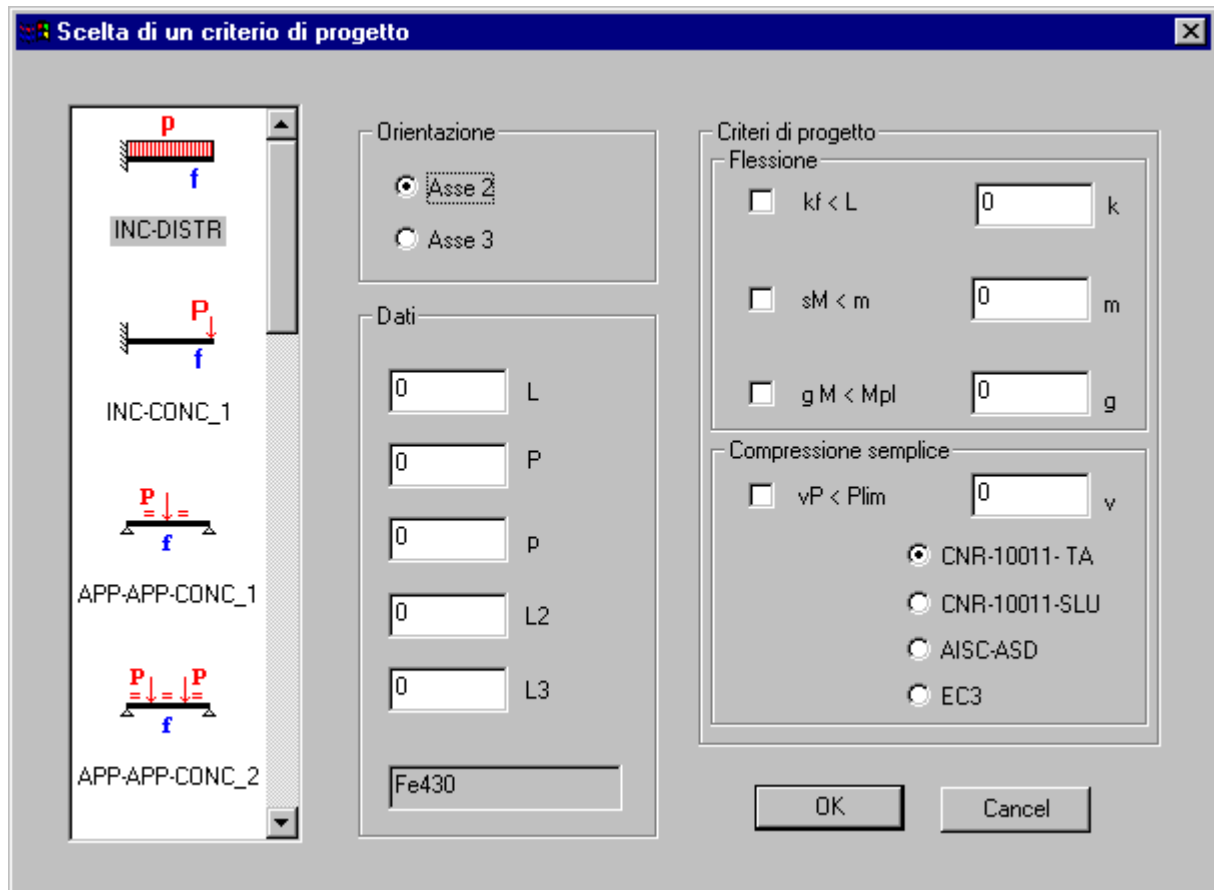 Scelta di un criterio di progetto
p
f
INC-DISTR
P
f
INC-CONC_1
P
= =
f
APP-APP-CONC_1
P P
= = =
f
APP-APP-CONC_2
Orientazione
Asse 2
Asse 3
Dati
0 L
0 P
0 p
0 L2
0 L3
Fe430
Criteri di progetto
Flessione
kf < L 0 k
sM < m 0 m
g M < Mpl 0 g
Compressione semplice
vP < Plim 0 v
CNR-10011- TA
CNR-10011-SLU
AISC-ASD
EC3
OK Cancel